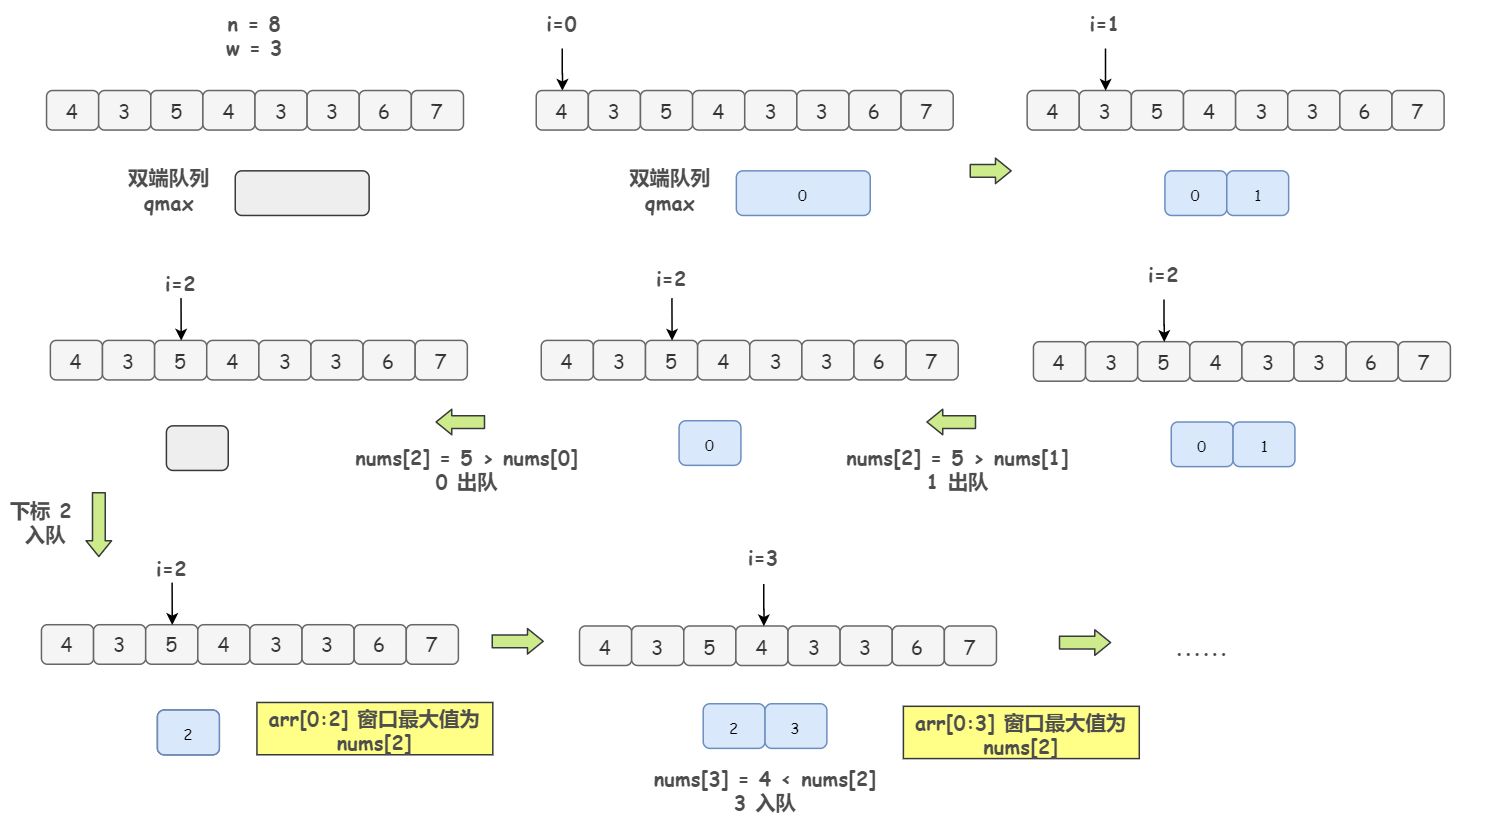 n = 8
w = 3
4 3 5 4 3 3 6 7
双端队列
qmax
i=0
4 3 5 4 3 3 6 7
双端队列
qmax
0
i=1
4 3 5 4 3 3 6 7
0 1
i=2
4 3 5 4 3 3 6 7
0 1
nums[2] = 5 > nums[1]
1 出队
i=2
4 3 5 4 3 3 6 7
0
nums[2] = 5 > nums[0]
0 出队
i=2
4 3 5 4 3 3 6 7
下标 2
入队
i=2
4 3 5 4 3 3 6 7
2
arr[0:2] 窗口最大值为
nums[2]
i=3
4 3 5 4 3 3 6 7
2 3
nums[3] = 4 < nums[2]
3 入队
arr[0:3] 窗口最大值为
nums[2]
......